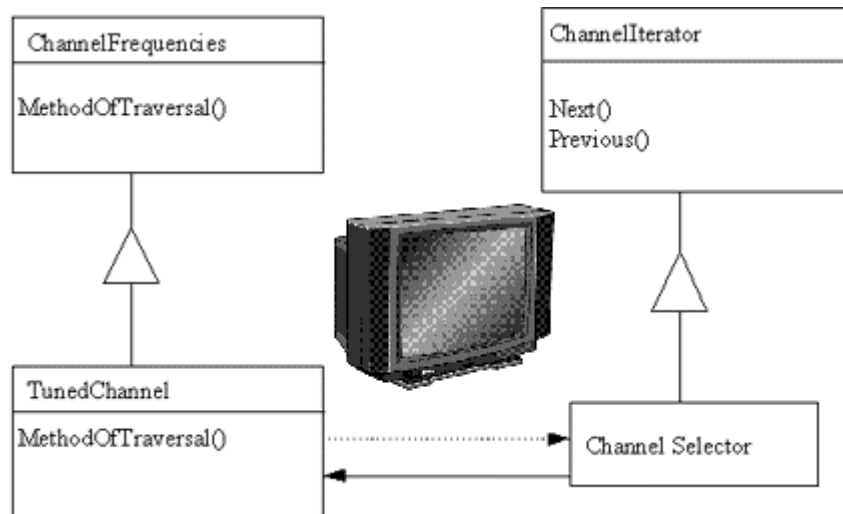 ChannelFrequencies
MethodOfTraversal()
ChannelIterator
Next()
Previous()
TunedChannel
MethodOfTraversal()
Channel Selector